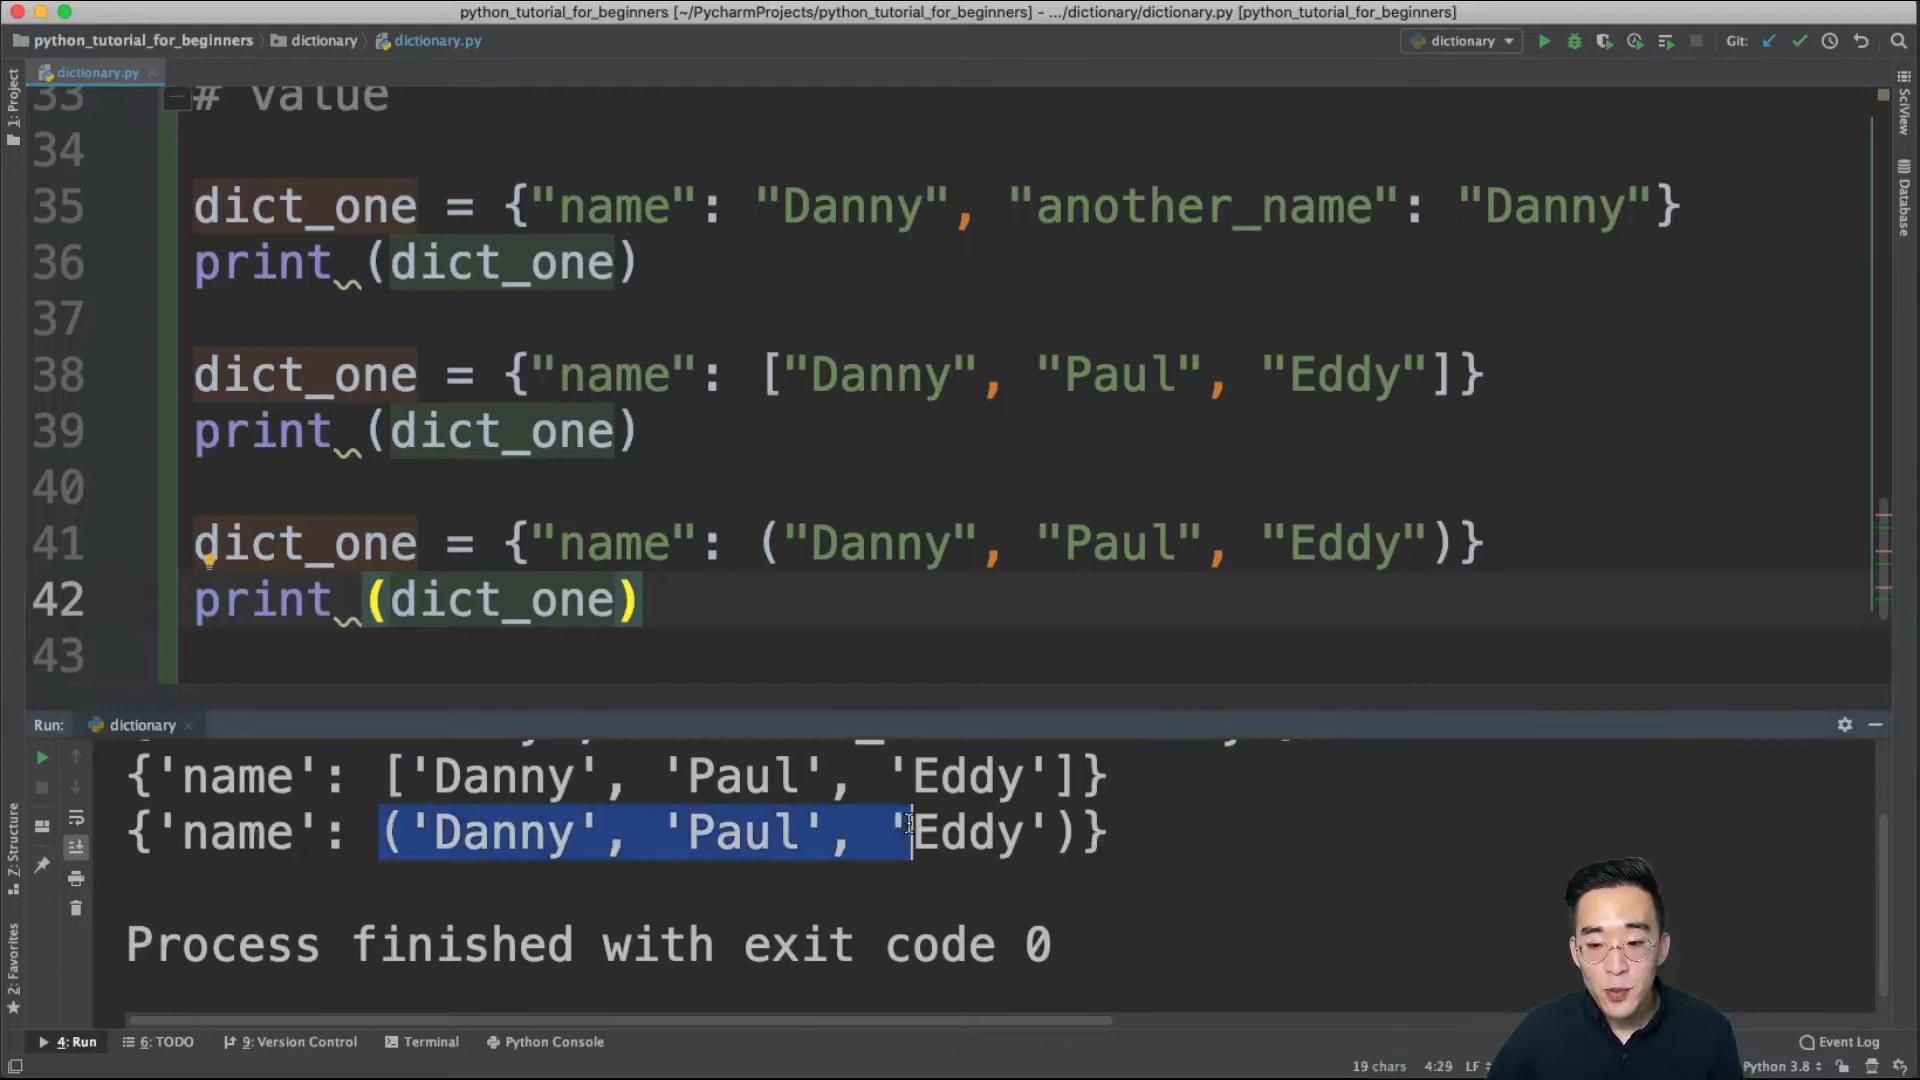 python_tutorial_for_beginners [~/PycharmProjects/python_tutorial_for_beginners] - .../dictionary/dictionary.py [python_tutorial_for_beginners]
python_tutorial_for_beginners dictionary dictionary.py dictionary Git:
dictionary.py
1: Project
SciView
Database
33 # value
34
35 dict_one = {"name": "Danny", "another_name": "Danny"}
36 print (dict_one)
37
38 dict_one = {"name": ["Danny", "Paul", "Eddy"]}
39 print (dict_one)
40
41 dict_one = {"name": ("Danny", "Paul", "Eddy")}
42 print (dict_one)
43
Run: dictionary
{'name': ['Danny', 'Paul', 'Eddy']}
{'name': ('Danny', 'Paul', 'Eddy')}
Process finished with exit code 0
Z: Structure
2: Favorites
4: Run 6: TODO 9: Version Control Terminal Python Console Event Log
19 chars 4:29 LF Python 3.8